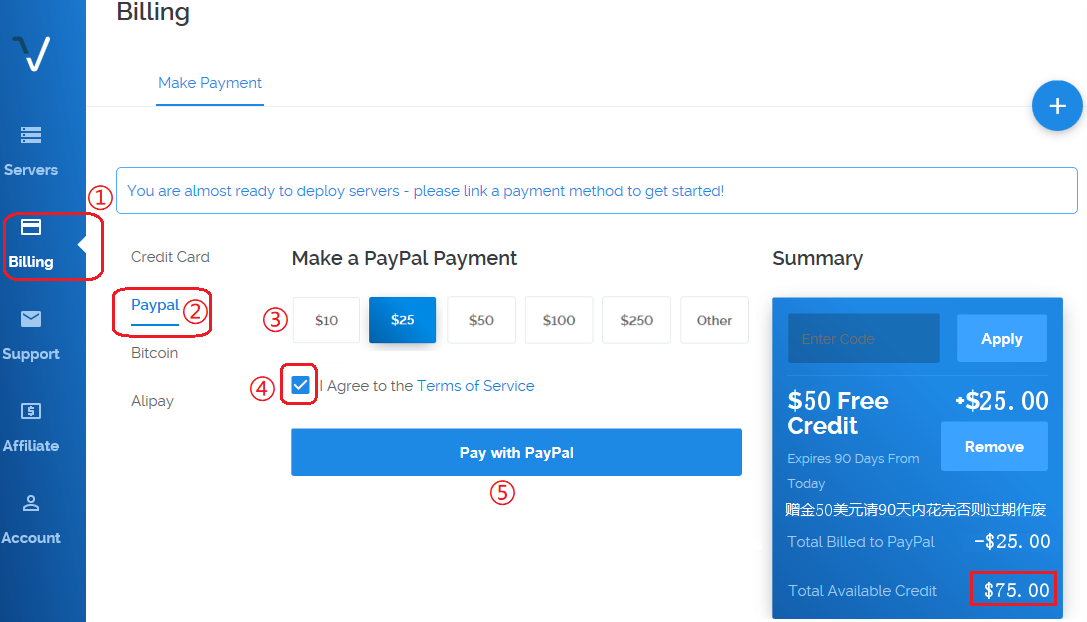 Billing
Make Payment
+
Servers
①
You are almost ready to deploy servers - please link a payment method to get started!
Billing
Credit Card
Make a PayPal Payment
Summary
Paypal ②
③ $10 $25 $50 $100 $250 Other
Enter Code
Apply
Support
Bitcoin
④ I Agree to the Terms of Service
Alipay
$50 Free
Credit
+$25.00
Remove
Affiliate
Pay with PayPal
Expires 90 Days From
Today
⑤
赠金50美元请90天内花完否则过期作废
Account
Total Billed to PayPal -$25.00
Total Available Credit $75.00